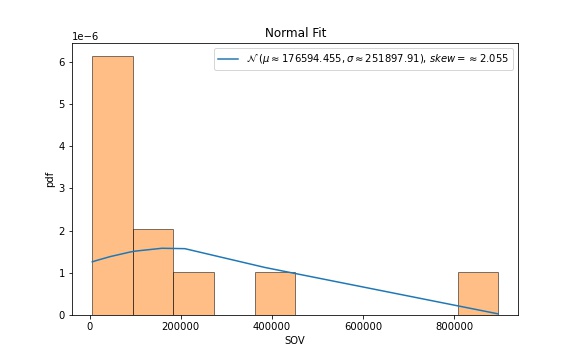 Normal Fit
1e−6
𝒩 (μ ≈ 176594.455, σ ≈ 251897.91), skew = ≈ 2.055
6
5
4
3
2
1
0
pdf
0 200000 400000 600000 800000
SOV